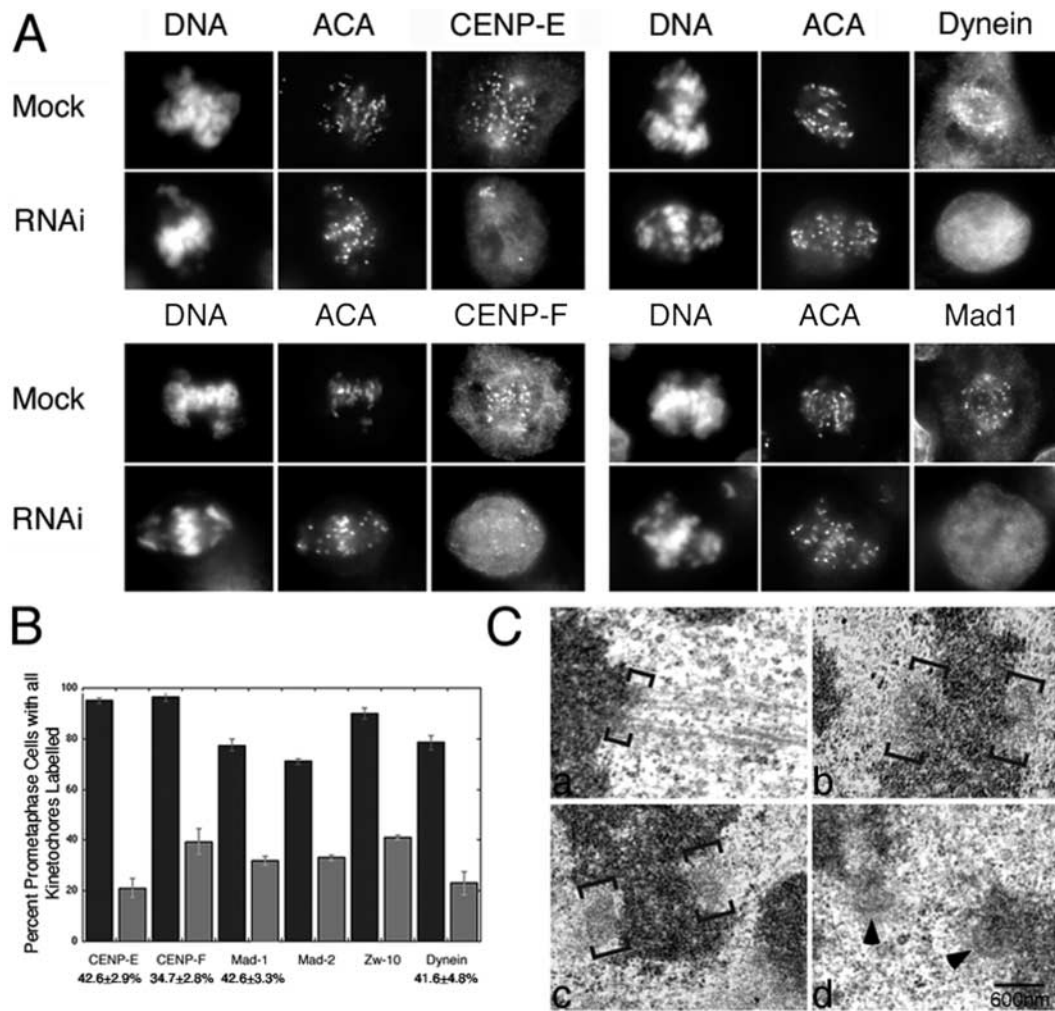 A
DNA ACA CENP-E DNA ACA Dynein
Mock
RNAi
DNA ACA CENP-F DNA ACA Mad1
Mock
RNAi
B
Percent Prometaphase Cells with all
Kinetochores Labelled
100
80
60
40
20
0
CENP-E CENP-F Mad-1 Mad-2 Zw-10 Dynein
42.6±2.9% 34.7±2.8% 42.6±3.3% 41.6±4.8%
C
a
b
c
d
600nm